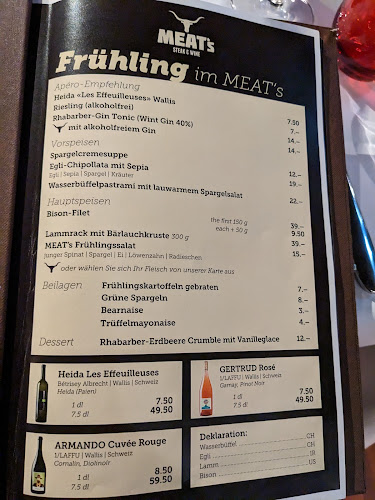 MEAT's
STEAK & WINE
Frühling im MEAT's
Apéro-Empfehlung
Heida «Les Effeuilleuses» Wallis 7.50
Riesling (alkoholfrei) 7.–
Rhabarber-Gin Tonic (Wint Gin 40%) 14.–
mit alkoholfreiem Gin 14.–
Vorspeisen
Spargelcremesuppe 12.–
Egli-Chipollata mit Sepia 19.–
Egli | Sepia | Spargel | Kräuter
Wasserbüffelpastrami mit lauwarmem Spargelsalat 22.–
Hauptspeisen
Bison-Filet
the first 150 g 39.–
each + 50 g 9.50
Lammrack mit Bärlauchkruste 300 g 39.–
MEAT's Frühlingssalat 15.–
junger Spinat | Spargel | Ei | Löwenzahn | Radieschen
oder wählen Sie sich Ihr Fleisch von unserer Karte aus
Beilagen Frühlingskartoffeln gebraten 7.–
Grüne Spargeln 8.–
Bearnaise 3.–
Trüffelmayonaise 4.–
Dessert Rhabarber-Erdbeere Crumble mit Vanilleglace 12.–
Heida Les Effeuilleuses
Bétrisey Albrecht | Wallis | Schweiz
Heida (Païen)
1 dl 7.50
7.5 dl 49.50
GERTRUD Rosé
1/LAFFU | Wallis | Schweiz
Gamay, Pinot Noir
1 dl 7.50
7.5 dl 49.50
ARMANDO Cuvée Rouge
1/LAFFU | Wallis | Schweiz
Cornalin, Diolinoir
1 dl 8.50
7.5 dl 59.50
Deklaration:
Wasserbüffel CH
Egli CH
Lamm IR
Bison US